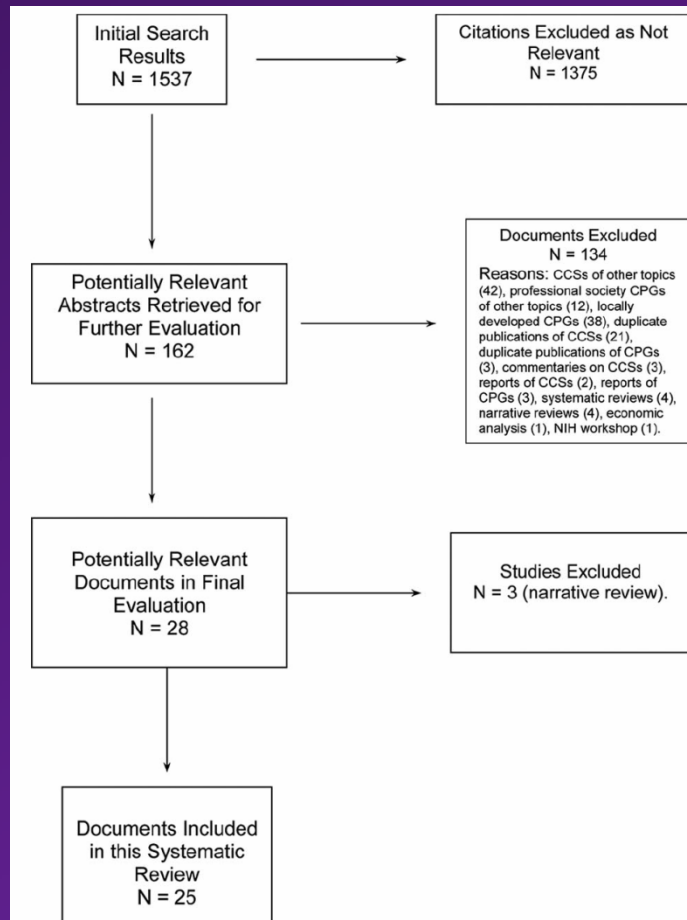 Initial Search
Results
N = 1537
Citations Excluded as Not
Relevant
N = 1375
Potentially Relevant
Abstracts Retrieved for
Further Evaluation
N = 162
Documents Excluded
N = 134
Reasons: CCSs of other topics
(42), professional society CPGs
of other topics (12), locally
developed CPGs (38), duplicate
publications of CCSs (21),
duplicate publications of CPGs
(3), commentaries on CCSs (3),
reports of CCSs (2), reports of
CPGs (3), systematic reviews (4),
narrative reviews (4), economic
analysis (1), NIH workshop (1).
Potentially Relevant
Documents in Final
Evaluation
N = 28
Studies Excluded
N = 3 (narrative review).
Documents Included
in this Systematic
Review
N = 25